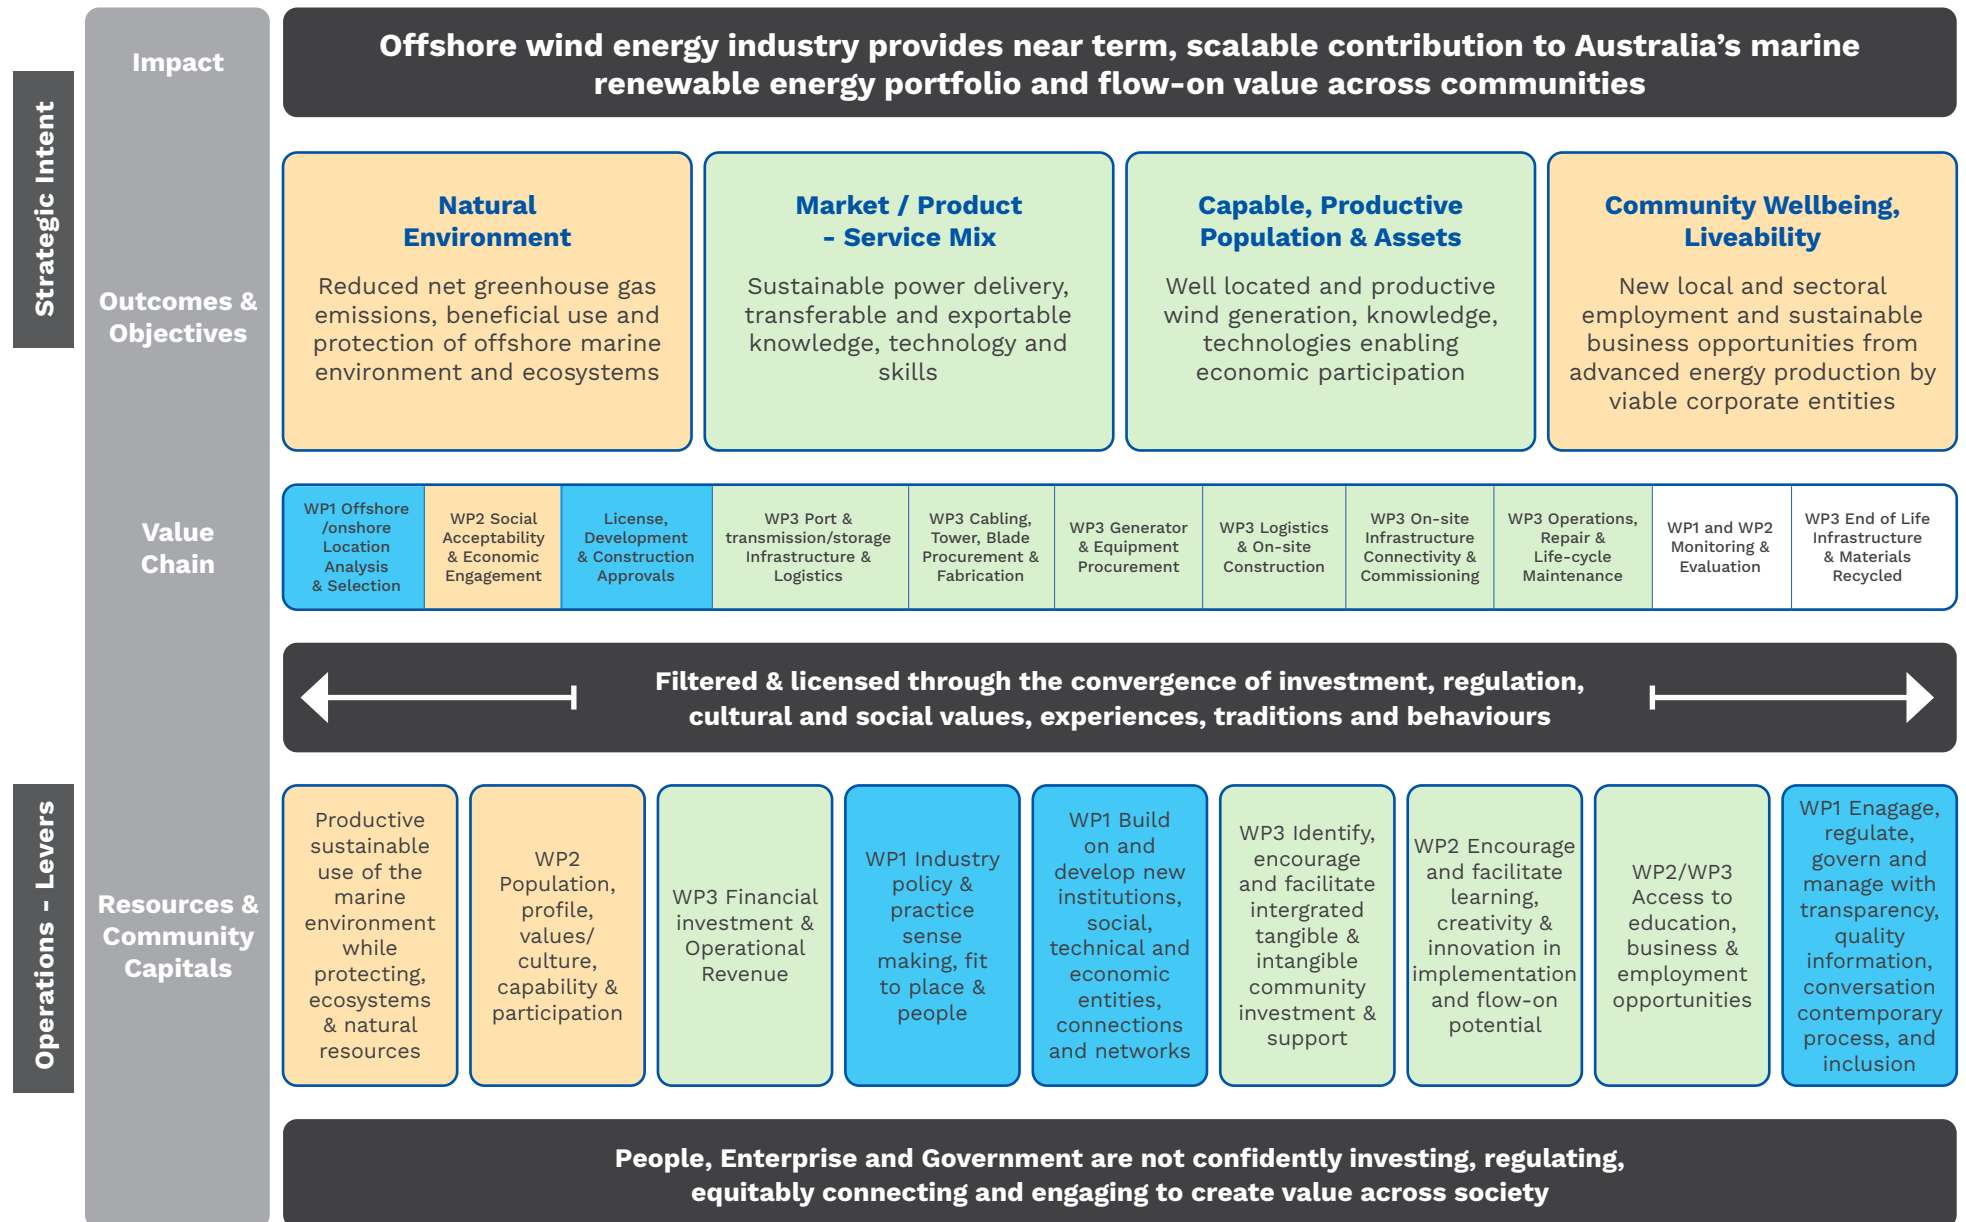 Strategic Intent
Impact
Offshore wind energy industry provides near term, scalable contribution to Australia’s marine
renewable energy portfolio and flow-on value across communities
Outcomes &
Objectives
Natural
Environment
Reduced net greenhouse gas
emissions, beneficial use and
protection of offshore marine
environment and ecosystems
Market / Product
- Service Mix
Sustainable power delivery,
transferable and exportable
knowledge, technology and
skills
Capable, Productive
Population & Assets
Well located and productive
wind generation, knowledge,
technologies enabling
economic participation
Community Wellbeing,
Liveability
New local and sectoral
employment and sustainable
business opportunities from
advanced energy production by
viable corporate entities
Value
Chain
WP1 Offshore
/onshore
Location
Analysis
& Selection
WP2 Social
Acceptability
& Economic
Engagement
License,
Development
& Construction
Approvals
WP3 Port &
transmission/storage
Infrastructure &
Logistics
WP3 Cabling,
Tower, Blade
Procurement &
Fabrication
WP3 Generator
& Equipment
Procurement
WP3 Logistics
& On-site
Construction
WP3 On-site
Infrastructure
Connectivity &
Commissioning
WP3 Operations,
Repair &
Life-cycle
Maintenance
WP1 and WP2
Monitoring &
Evaluation
WP3 End of Life
Infrastructure
& Materials
Recycled
Filtered & licensed through the convergence of investment, regulation,
cultural and social values, experiences, traditions and behaviours
Operations - Levers
Resources &
Community
Capitals
Productive
sustainable
use of the
marine
environment
while
protecting,
ecosystems
& natural
resources
WP2
Population,
profile,
values/
culture,
capability &
participation
WP3 Financial
investment &
Operational
Revenue
WP1 Industry
policy &
practice
sense
making, fit
to place &
people
WP1 Build
on and
develop new
institutions,
social,
technical and
economic
entities,
connections
and networks
WP3 Identify,
encourage
and facilitate
intergrated
tangible &
intangible
community
investment &
support
WP2 Encourage
and facilitate
learning,
creativity &
innovation in
implementation
and flow-on
potential
WP2/WP3
Access to
education,
business &
employment
opportunities
WP1 Enagage,
regulate,
govern and
manage with
transparency,
quality
information,
conversation
contemporary
process, and
inclusion
People, Enterprise and Government are not confidently investing, regulating,
equitably connecting and engaging to create value across society